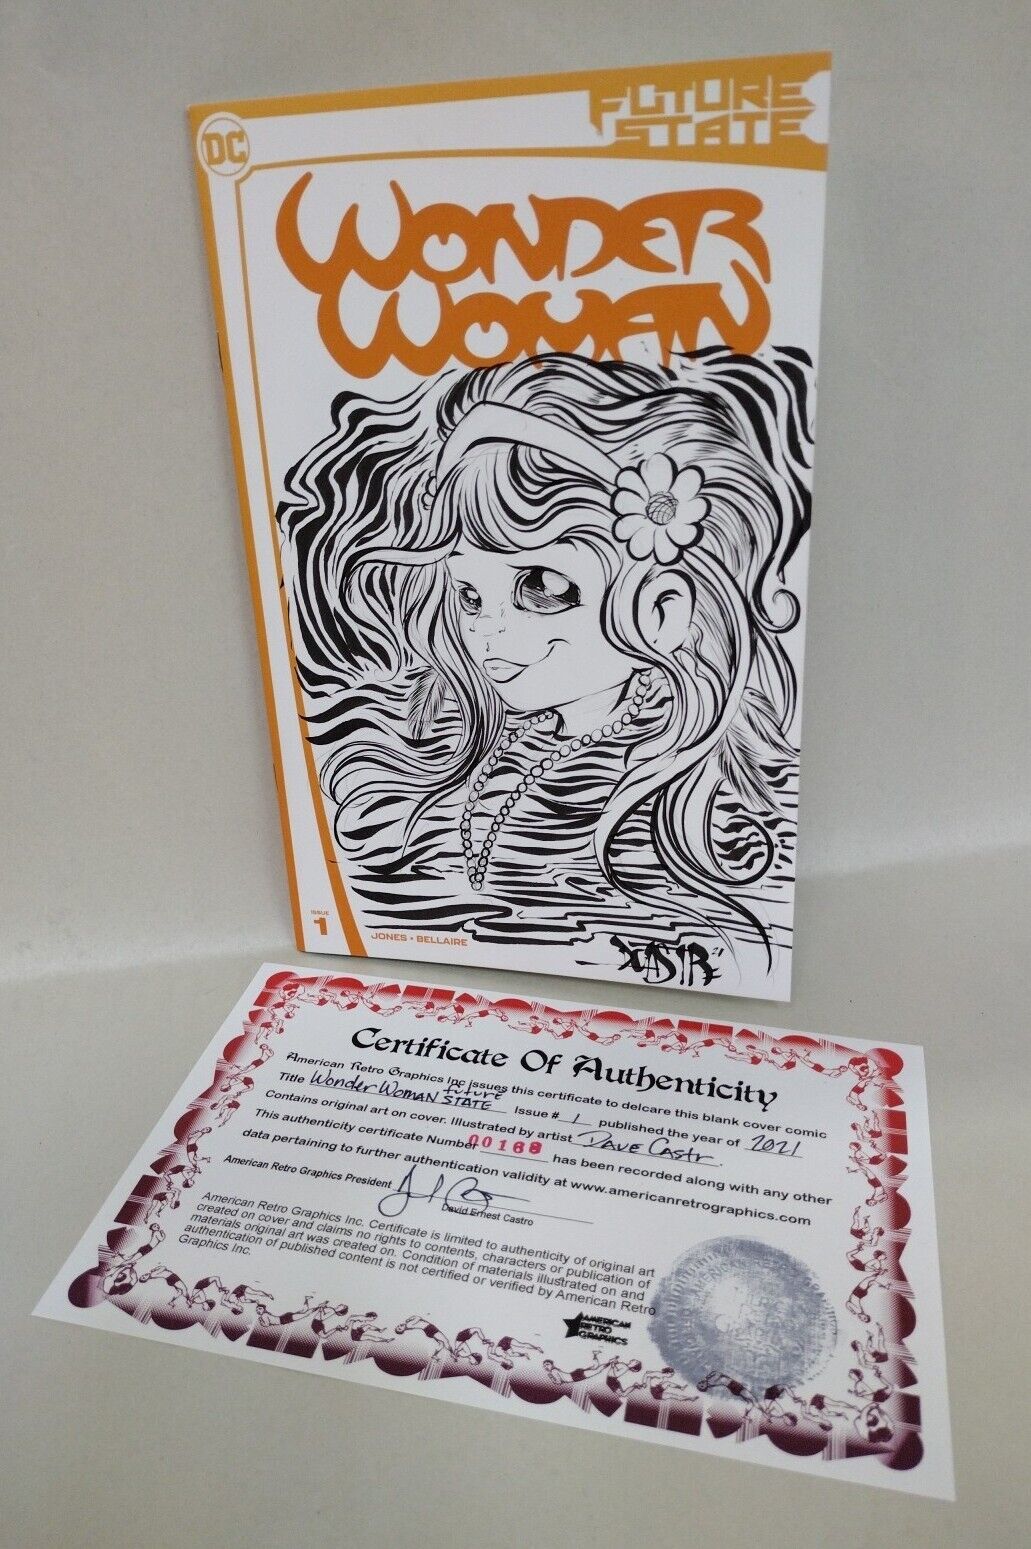 DC
FUTURE
STATE
WONDER
WOMAN
ISSUE
1
JONES • BELLAIRE
DCASTR 21
Certificate Of Authenticity
American Retro Graphics Inc issues this certificate to delcare this blank cover comic
Title Wonder Woman future STATE Issue # 1 published the year of 2021
Contains original art on cover. Illustrated by artist Dave Castr.
This authenticity certificate Number 00168 has been recorded along with any other
data pertaining to further authentication validity at www.americanretrographics.com
American Retro Graphics President
David Ernest Castro
American Retro Graphics Inc. Certificate is limited to authenticity of original art
created on cover and claims no rights to contents, characters or publication of
materials original art was created on. Condition of materials illustrated on and
authentication of published content is not certified or verified by American Retro
Graphics Inc.
AMERICAN
RETRO
GRAPHICS